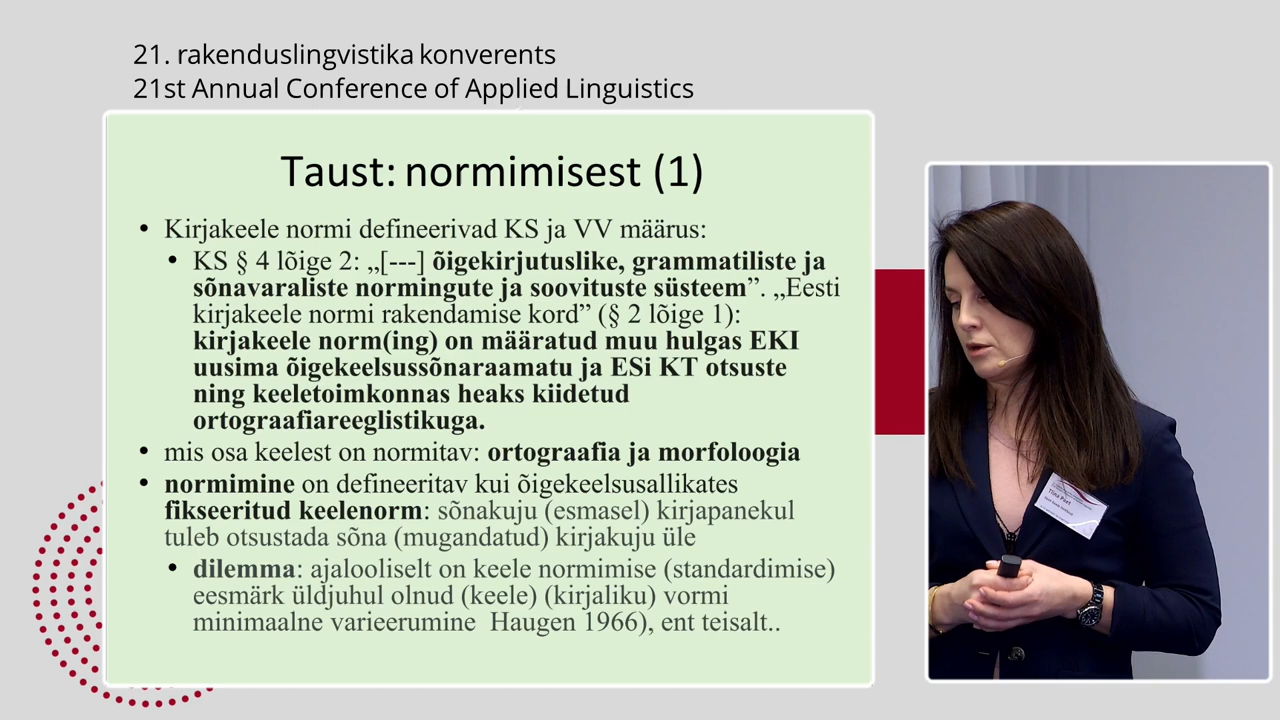 21. rakenduslingvistika konverents
21st Annual Conference of Applied Linguistics
Taust: normimisest (1)
• Kirjakeele normi defineerivad KS ja VV määrus:
• KS § 4 lõige 2: „[---] õigekirjutuslike, grammatiliste ja
sõnavaraliste normingute ja soovituste süsteem”. „Eesti
kirjakeele normi rakendamise kord” (§ 2 lõige 1):
kirjakeele norm(ing) on määratud muu hulgas EKI
uusima õigekeelsussõnaraamatu ja ESi KT otsuste
ning keeletoimkonnas heaks kiidetud
ortograafiareeglistikuga.
• mis osa keelest on normitav: ortograafia ja morfoloogia
• normimine on defineeritav kui õigekeelsusallikates
fikseeritud keelenorm: sõnakuju (esmasel) kirjapanekul
tuleb otsustada sõna (mugandatud) kirjakuju üle
• dilemma: ajalooliselt on keele normimise (standardimise)
eesmärk üldjuhul olnud (keele) (kirjaliku) vormi
minimaalne varieerumine Haugen 1966), ent teisalt..